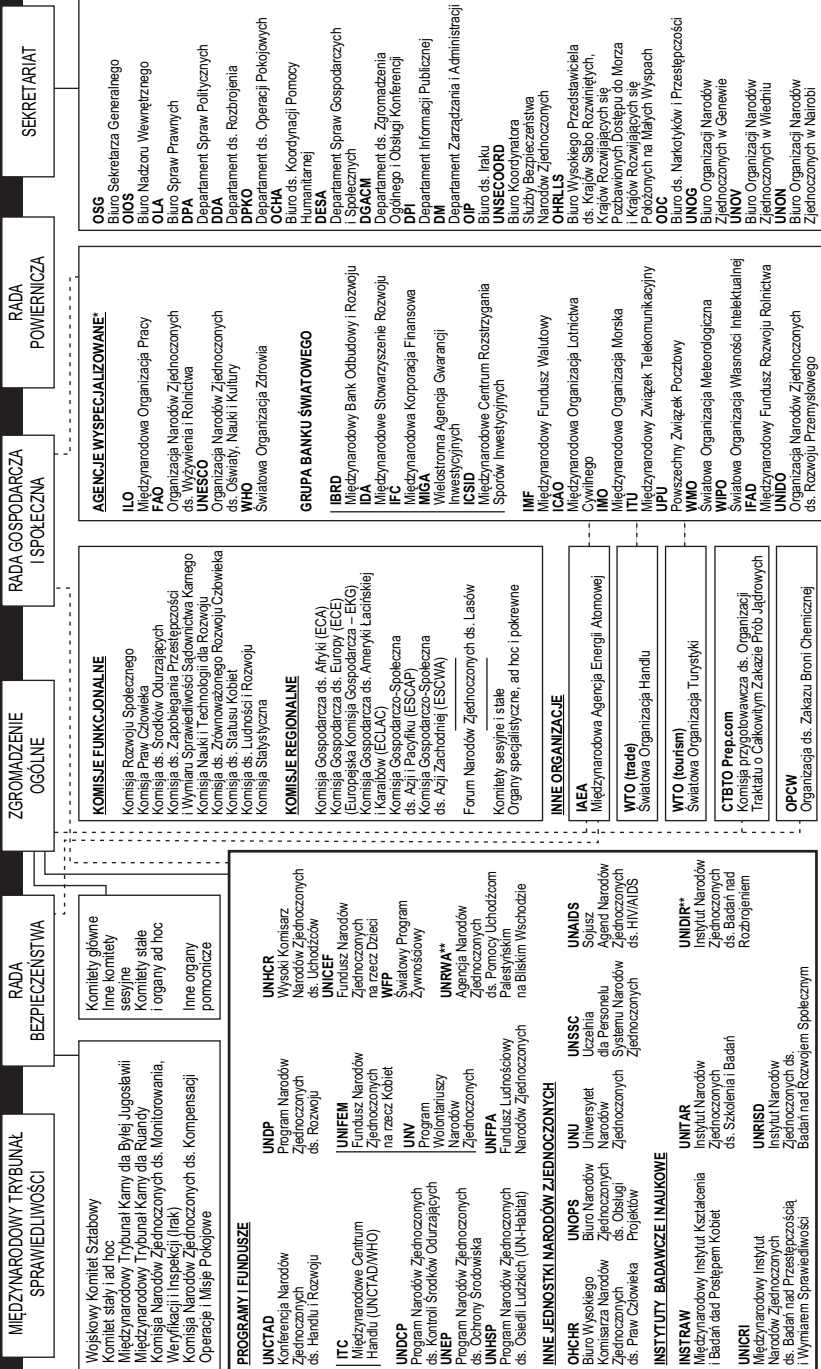 MIĘDZYNARODOWY TRYBUNAŁ
SPRAWIEDLIWOŚCI
RADA
BEZPIECZEŃSTWA
ZGROMADZENIE
OGÓLNE
RADA GOSPODARCZA
I SPOŁECZNA
RADA
POWIERNICZA
SEKRETARIAT
Wojskowy Komitet Sztabowy
Komitet stały i ad hoc
Międzynarodowy Trybunał Karny dla Byłej Jugosławii
Międzynarodowy Trybunał Karny dla Ruandy
Komisja Narodów Zjednoczonych ds. Monitorowania,
Weryfikacji i Inspekcji (Irak)
Komisja Narodów Zjednoczonych ds. Kompensacji
Operacje i Misje Pokojowe
Komitety główne
Inne komitety
sesyjne
Komitety stałe
i organy ad hoc
Inne organy
pomocnicze
PROGRAMY I FUNDUSZE
UNCTAD
Konferencja Narodów
Zjednoczonych
ds. Handlu i Rozwoju
ITC
Międzynarodowe Centrum
Handlu (UNCTAD/WHO)
UNDCP
Program Narodów Zjednoczonych
ds. Kontroli Środków Odurzających
UNEP
Program Narodów Zjednoczonych
ds. Ochrony Środowiska
UNHSP
Program Narodów Zjednoczonych
ds. Osiedli Ludzkich (UN-Habitat)
UNDP
Program Narodów
Zjednoczonych
ds. Rozwoju
UNIFEM
Fundusz Narodów
Zjednoczonych
na rzecz Kobiet
UNV
Program
Wolontariuszy
Narodów
Zjednoczonych
UNFPA
Fundusz Ludnościowy
Narodów Zjednoczonych
UNHCR
Wysoki Komisarz
Narodów Zjednoczonych
ds. Uchodźców
UNICEF
Fundusz Narodów
Zjednoczonych
na rzecz Dzieci
WFP
Światowy Program
Żywnościowy
UNRWA**
Agencja Narodów
Zjednoczonych
ds. Pomocy Uchodźcom
Palestyńskim
na Bliskim Wschodzie
INNE JEDNOSTKI NARODÓW ZJEDNOCZONYCH
OHCHR
Biuro Wysokiego
Komisarza Narodów
Zjednoczonych
ds. Praw Człowieka
UNOPS
Biuro Narodów
Zjednoczonych
ds. Obsługi
Projektów
UNU
Uniwersytet
Narodów
Zjednoczonych
UNSSC
Uczelnia
dla Personelu
Systemu Narodów
Zjednoczonych
UNAIDS
Sojusz
Agend Narodów
Zjednoczonych
ds. HIV/AIDS
INSTYTUTY BADAWCZE I NAUKOWE
INSTRAW
Międzynarodowy Instytut Kształcenia
i Badań dad Postępem Kobiet
UNICRI
Międzynarodowy Instytut
Narodów Zjednoczonych
ds. Badań nad Przestępczością
i Wymiarem Sprawiedliwości
UNITAR
Instytut Narodów
Zjednoczonych
ds. Szkolenia i Badań
UNRISD
Instytut Narodów
Zjednoczonych ds.
Badań nad Rozwojem Społecznym
UNIDIR**
Instytut Narodów
Zjednoczonych
ds. Badań nad
Rozbrojeniem
KOMISJE FUNKCJONALNE
Komisja Rozwoju Społecznego
Komisja Praw Człowieka
Komisja ds. Środków Odurzających
Komisja ds. Zapobiegania Przestępczości
i Wymiaru Sprawiedliwości Sądownictwa Karnego
Komisja Nauki i Technologii dla Rozwoju
Komisja ds. Zrównoważonego Rozwoju Człowieka
Komisja ds. Statusu Kobiet
Komisja ds. Ludności i Rozwoju
Komisja Statystyczna
KOMISJE REGIONALNE
Komisja Gospodarcza ds. Afryki (ECA)
Komisja Gospodarcza ds. Europy (ECE)
(Europejska Komisja Gospodarcza – EKG)
Komisja Gospodarcza ds. Ameryki Łacińskiej
i Karaibów (ECLAC)
Komisja Gospodarczo-Społeczna
ds. Azji i Pacyfiku (ESCAP)
Komisja Gospodarczo-Społeczna
ds. Azji Zachodniej (ESCWA)
Forum Narodów Zjednoczonych ds. Lasów
Komitety sesyjne i stałe
Organy specjalistyczne, ad hoc i pokrewne
INNE ORGANIZACJE
IAEA
Międzynarodowa Agencja Energii Atomowej
WTO (trade)
Światowa Organizacja Handlu
WTO (tourism)
Światowa Organizacja Turystyki
CTBTO Prep.com
Komisja przygotowawcza ds. Organizacji
Traktatu o Całkowitym Zakazie Prób Jądrowych
OPCW
Organizacja ds. Zakazu Broni Chemicznej
AGENCJE WYSPECJALIZOWANE*
ILO
Międzynarodowa Organizacja Pracy
FAO
Organizacja Narodów Zjednoczonych
ds. Wyżywienia i Rolnictwa
UNESCO
Organizacja Narodów Zjednoczonych
ds. Oświaty, Nauki i Kultury
WHO
Światowa Organizacja Zdrowia
GRUPA BANKU ŚWIATOWEGO
IBRD
Międzynarodowy Bank Odbudowy i Rozwoju
IDA
Międzynarodowe Stowarzyszenie Rozwoju
IFC
Międzynarodowa Korporacja Finansowa
MIGA
Wielostronna Agencja Gwarancji
Inwestycyjnych
ICSID
Międzynarodowe Centrum Rozstrzygania
Sporów Inwestycyjnych
IMF
Międzynarodowy Fundusz Walutowy
ICAO
Międzynarodowa Organizacja Lotnictwa
Cywilnego
IMO
Międzynarodowa Organizacja Morska
ITU
Międzynarodowy Związek Telekomunikacyjny
UPU
Powszechny Związek Pocztowy
WMO
Światowa Organizacja Meteorologiczna
WIPO
Światowa Organizacja Własności Intelektualnej
IFAD
Międzynarodowy Fundusz Rozwoju Rolnictwa
UNIDO
Organizacja Narodów Zjednoczonych
ds. Rozwoju Przemysłowego
OSG
Biuro Sekretarza Generalnego
OIOS
Biuro Nadzoru Wewnętrznego
OLA
Biuro Spraw Prawnych
DPA
Departament Spraw Politycznych
DDA
Departament ds. Rozbrojenia
DPKO
Departament ds. Operacji Pokojowych
OCHA
Biuro ds. Koordynacji Pomocy
Humanitarnej
DESA
Departament Spraw Gospodarczych
i Społecznych
DGACM
Departament ds. Zgromadzenia
Ogólnego i Obsługi Konferencji
DPI
Departament Informacji Publicznej
DM
Departament Zarządzania i Administracji
OIP
Biuro ds. Iraku
UNSECOORD
Biuro Koordynatora
Służby Bezpieczeństwa
Narodów Zjednoczonych
OHRLLS
Biuro Wysokiego Przedstawiciela
ds. Krajów Słabo Rozwiniętych,
Krajów Rozwijających się
Pozbawionych Dostępu do Morza
i Krajów Rozwijających się
Położonych na Małych Wyspach
ODC
Biuro ds. Narkotyków i Przestępczości
UNOG
Biuro Organizacji Narodów
Zjednoczonych w Genewie
UNOV
Biuro Organizacji Narodów
Zjednoczonych w Wiedniu
UNON
Biuro Organizacji Narodów
Zjednoczonych w Nairobi